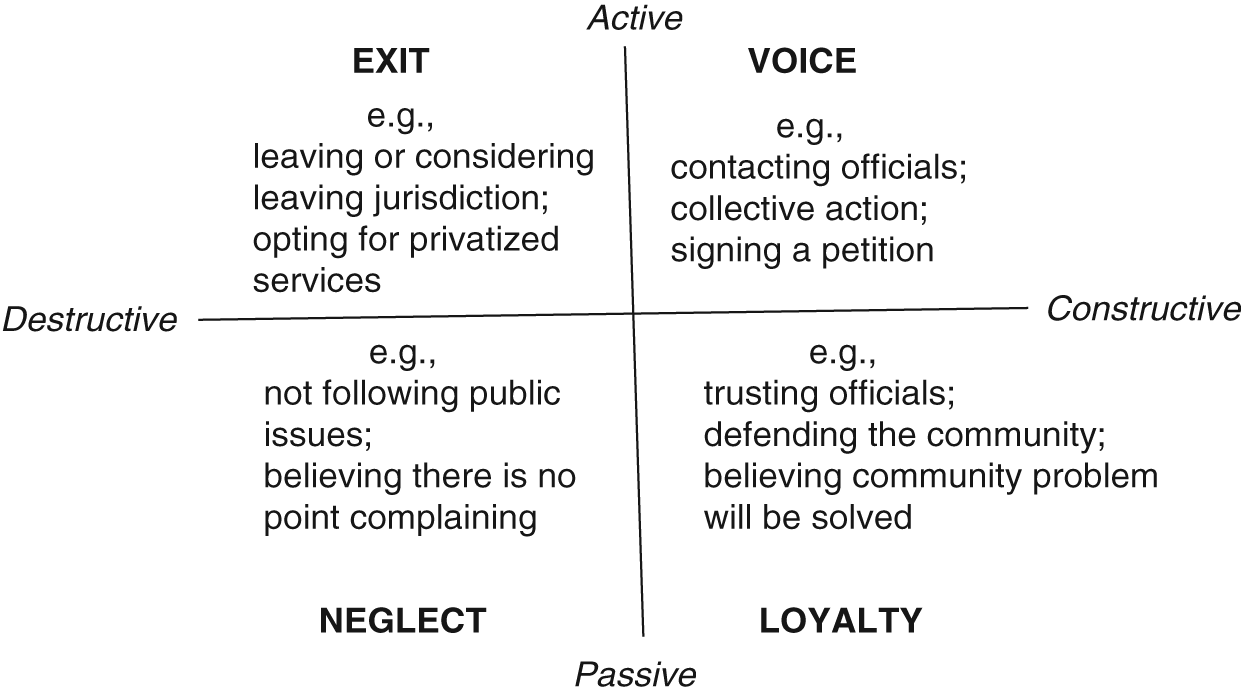 Active
EXIT
e.g.,
leaving or considering
leaving jurisdiction;
opting for privatized
services
VOICE
e.g.,
contacting officials;
collective action;
signing a petition
Destructive
Constructive
e.g.,
not following public
issues;
believing there is no
point complaining
NEGLECT
e.g.,
trusting officials;
defending the community;
believing community problem
will be solved
LOYALTY
Passive